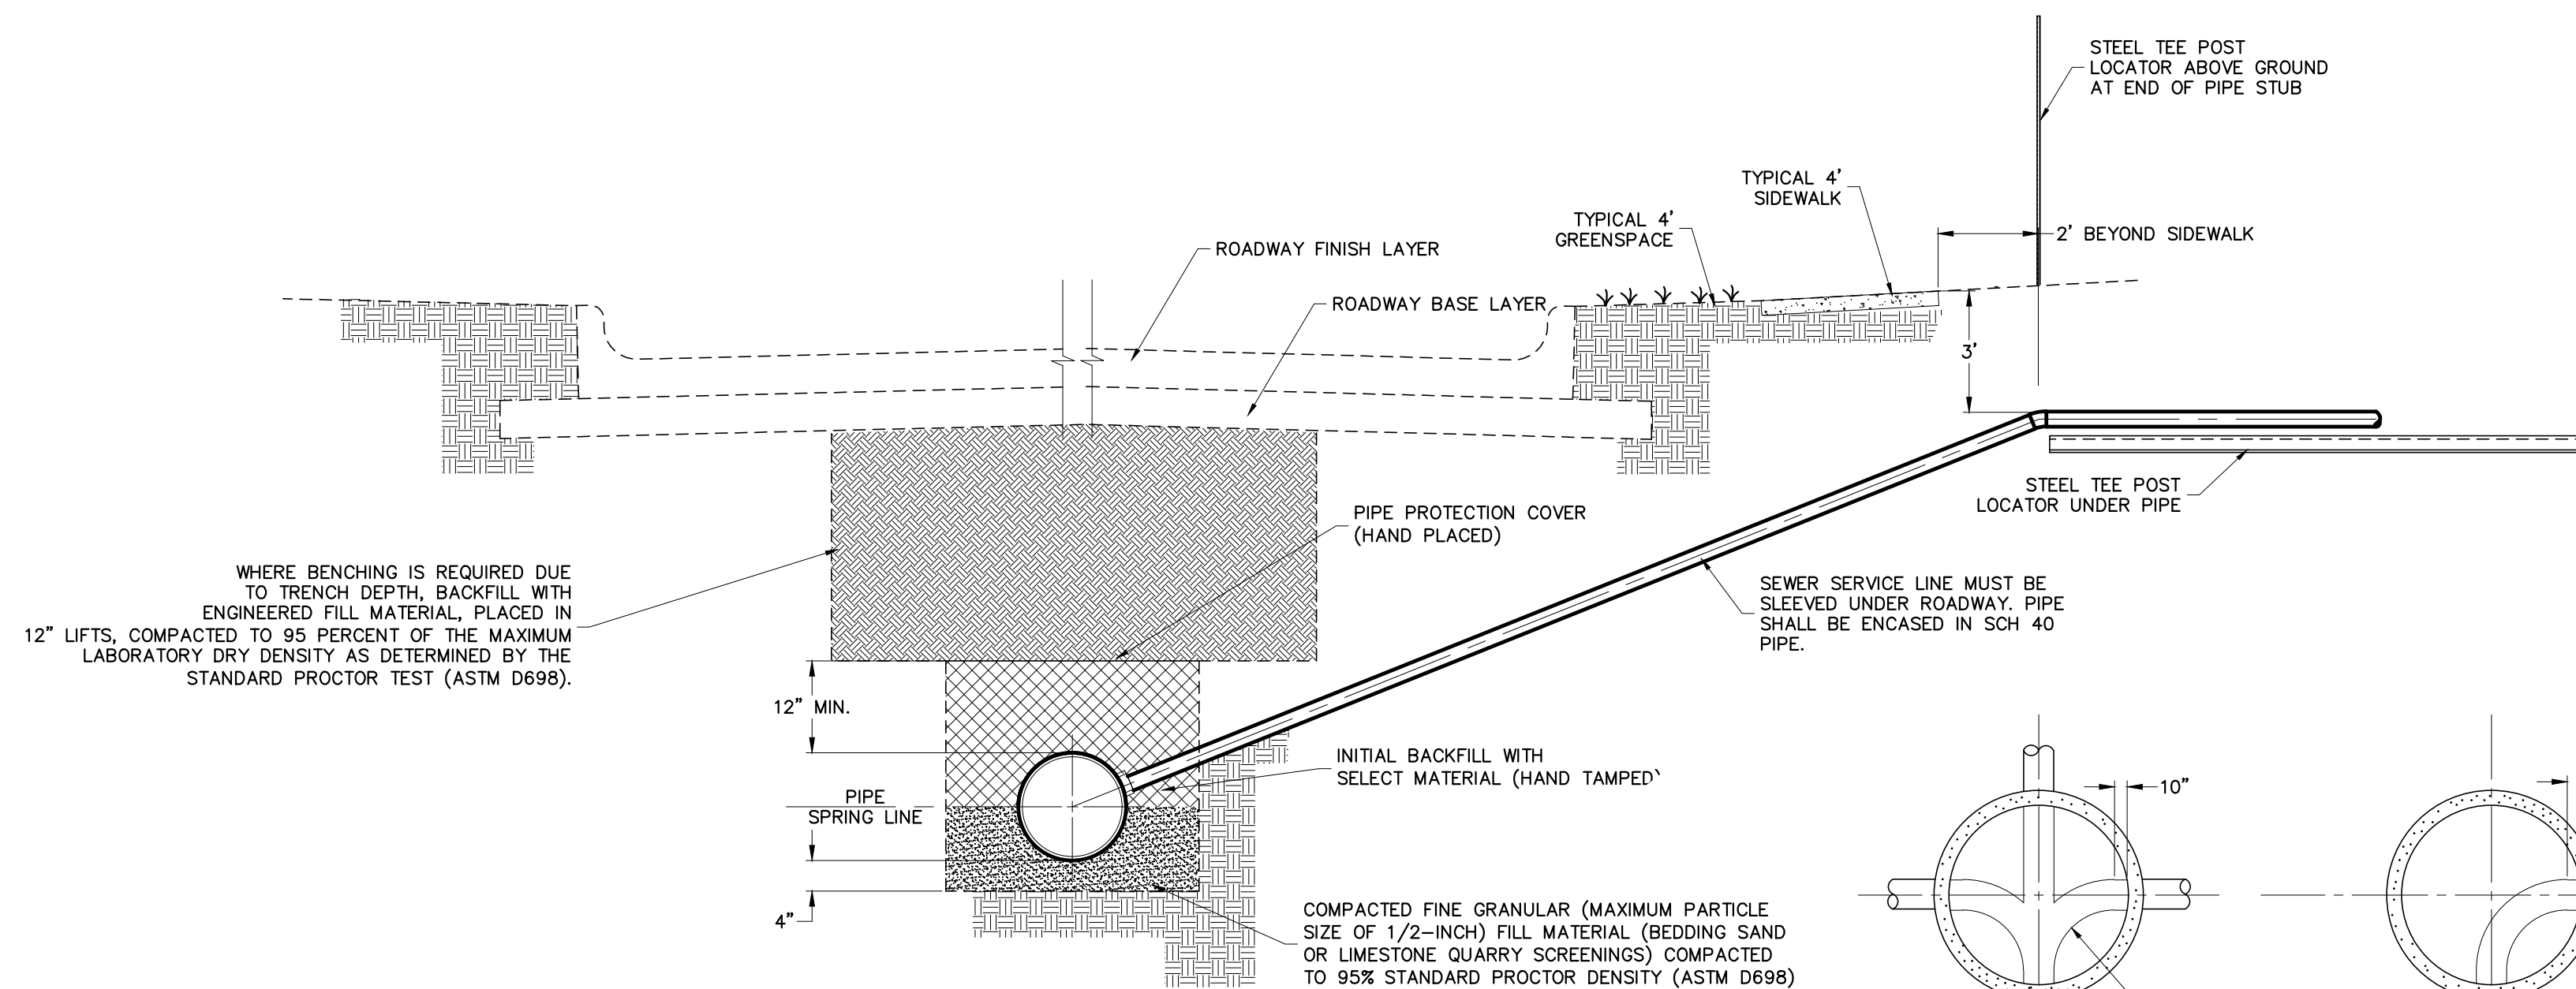 STEEL TEE POST
LOCATOR ABOVE GROUND
AT END OF PIPE STUB
TYPICAL 4'
SIDEWALK
TYPICAL 4'
GREENSPACE
2' BEYOND SIDEWALK
ROADWAY FINISH LAYER
ROADWAY BASE LAYER
3'
STEEL TEE POST
LOCATOR UNDER PIPE
PIPE PROTECTION COVER
(HAND PLACED)
WHERE BENCHING IS REQUIRED DUE
TO TRENCH DEPTH, BACKFILL WITH
ENGINEERED FILL MATERIAL, PLACED IN
12" LIFTS, COMPACTED TO 95 PERCENT OF THE MAXIMUM
LABORATORY DRY DENSITY AS DETERMINED BY THE
STANDARD PROCTOR TEST (ASTM D698).
SEWER SERVICE LINE MUST BE
SLEEVED UNDER ROADWAY. PIPE
SHALL BE ENCASED IN SCH 40
PIPE.
12" MIN.
INITIAL BACKFILL WITH
SELECT MATERIAL (HAND TAMPED)
PIPE
SPRING LINE
10"
4"
COMPACTED FINE GRANULAR (MAXIMUM PARTICLE
SIZE OF 1/2-INCH) FILL MATERIAL (BEDDING SAND
OR LIMESTONE QUARRY SCREENINGS) COMPACTED
TO 95% STANDARD PROCTOR DENSITY (ASTM D698)